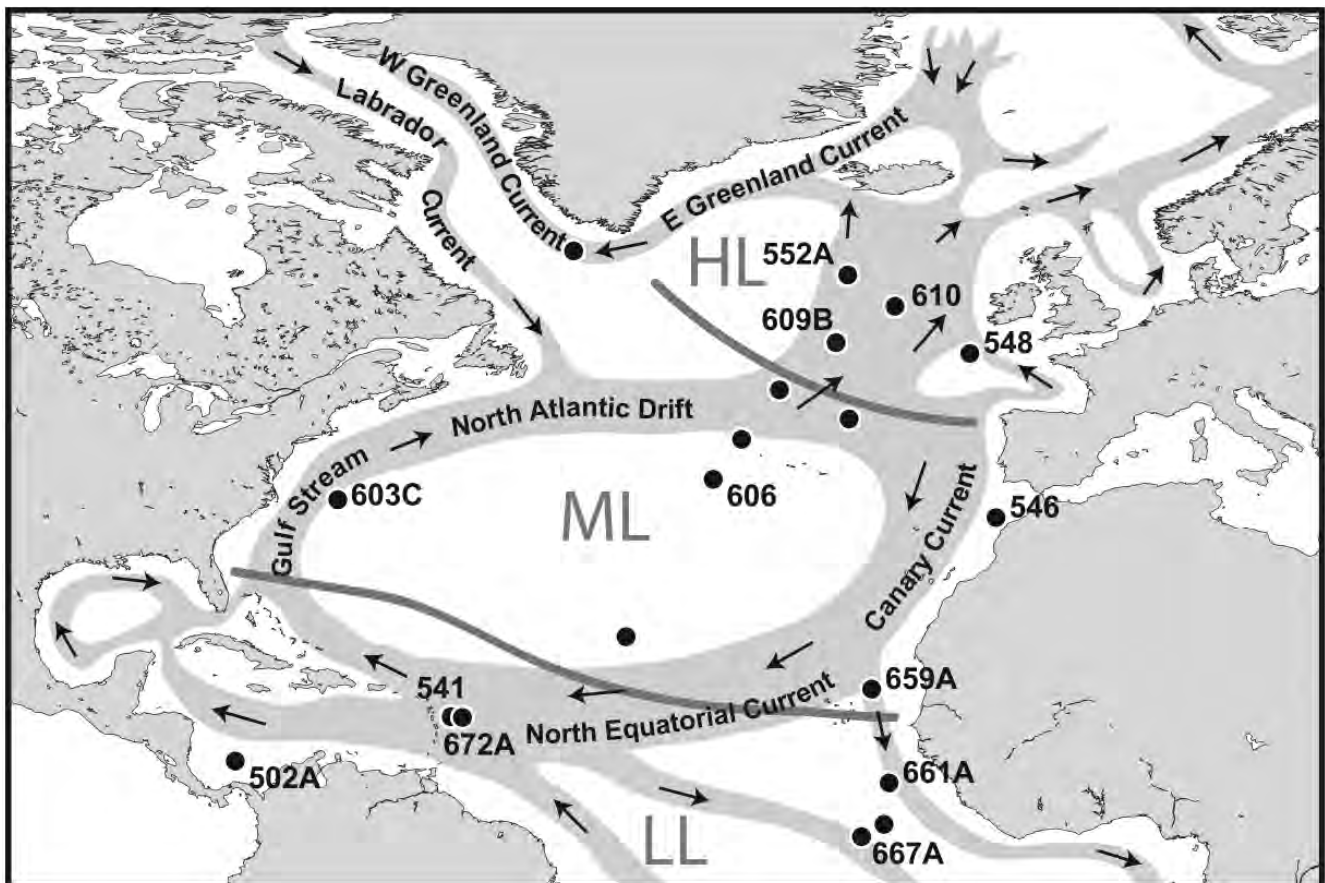 W Greenland Current
Labrador
Current
E Greenland Current
HL
552A
610
609B
548
North Atlantic Drift
Gulf Stream
603C
606
ML
546
Canary Current
659A
541
672A
North Equatorial Current
502A
661A
667A
LL